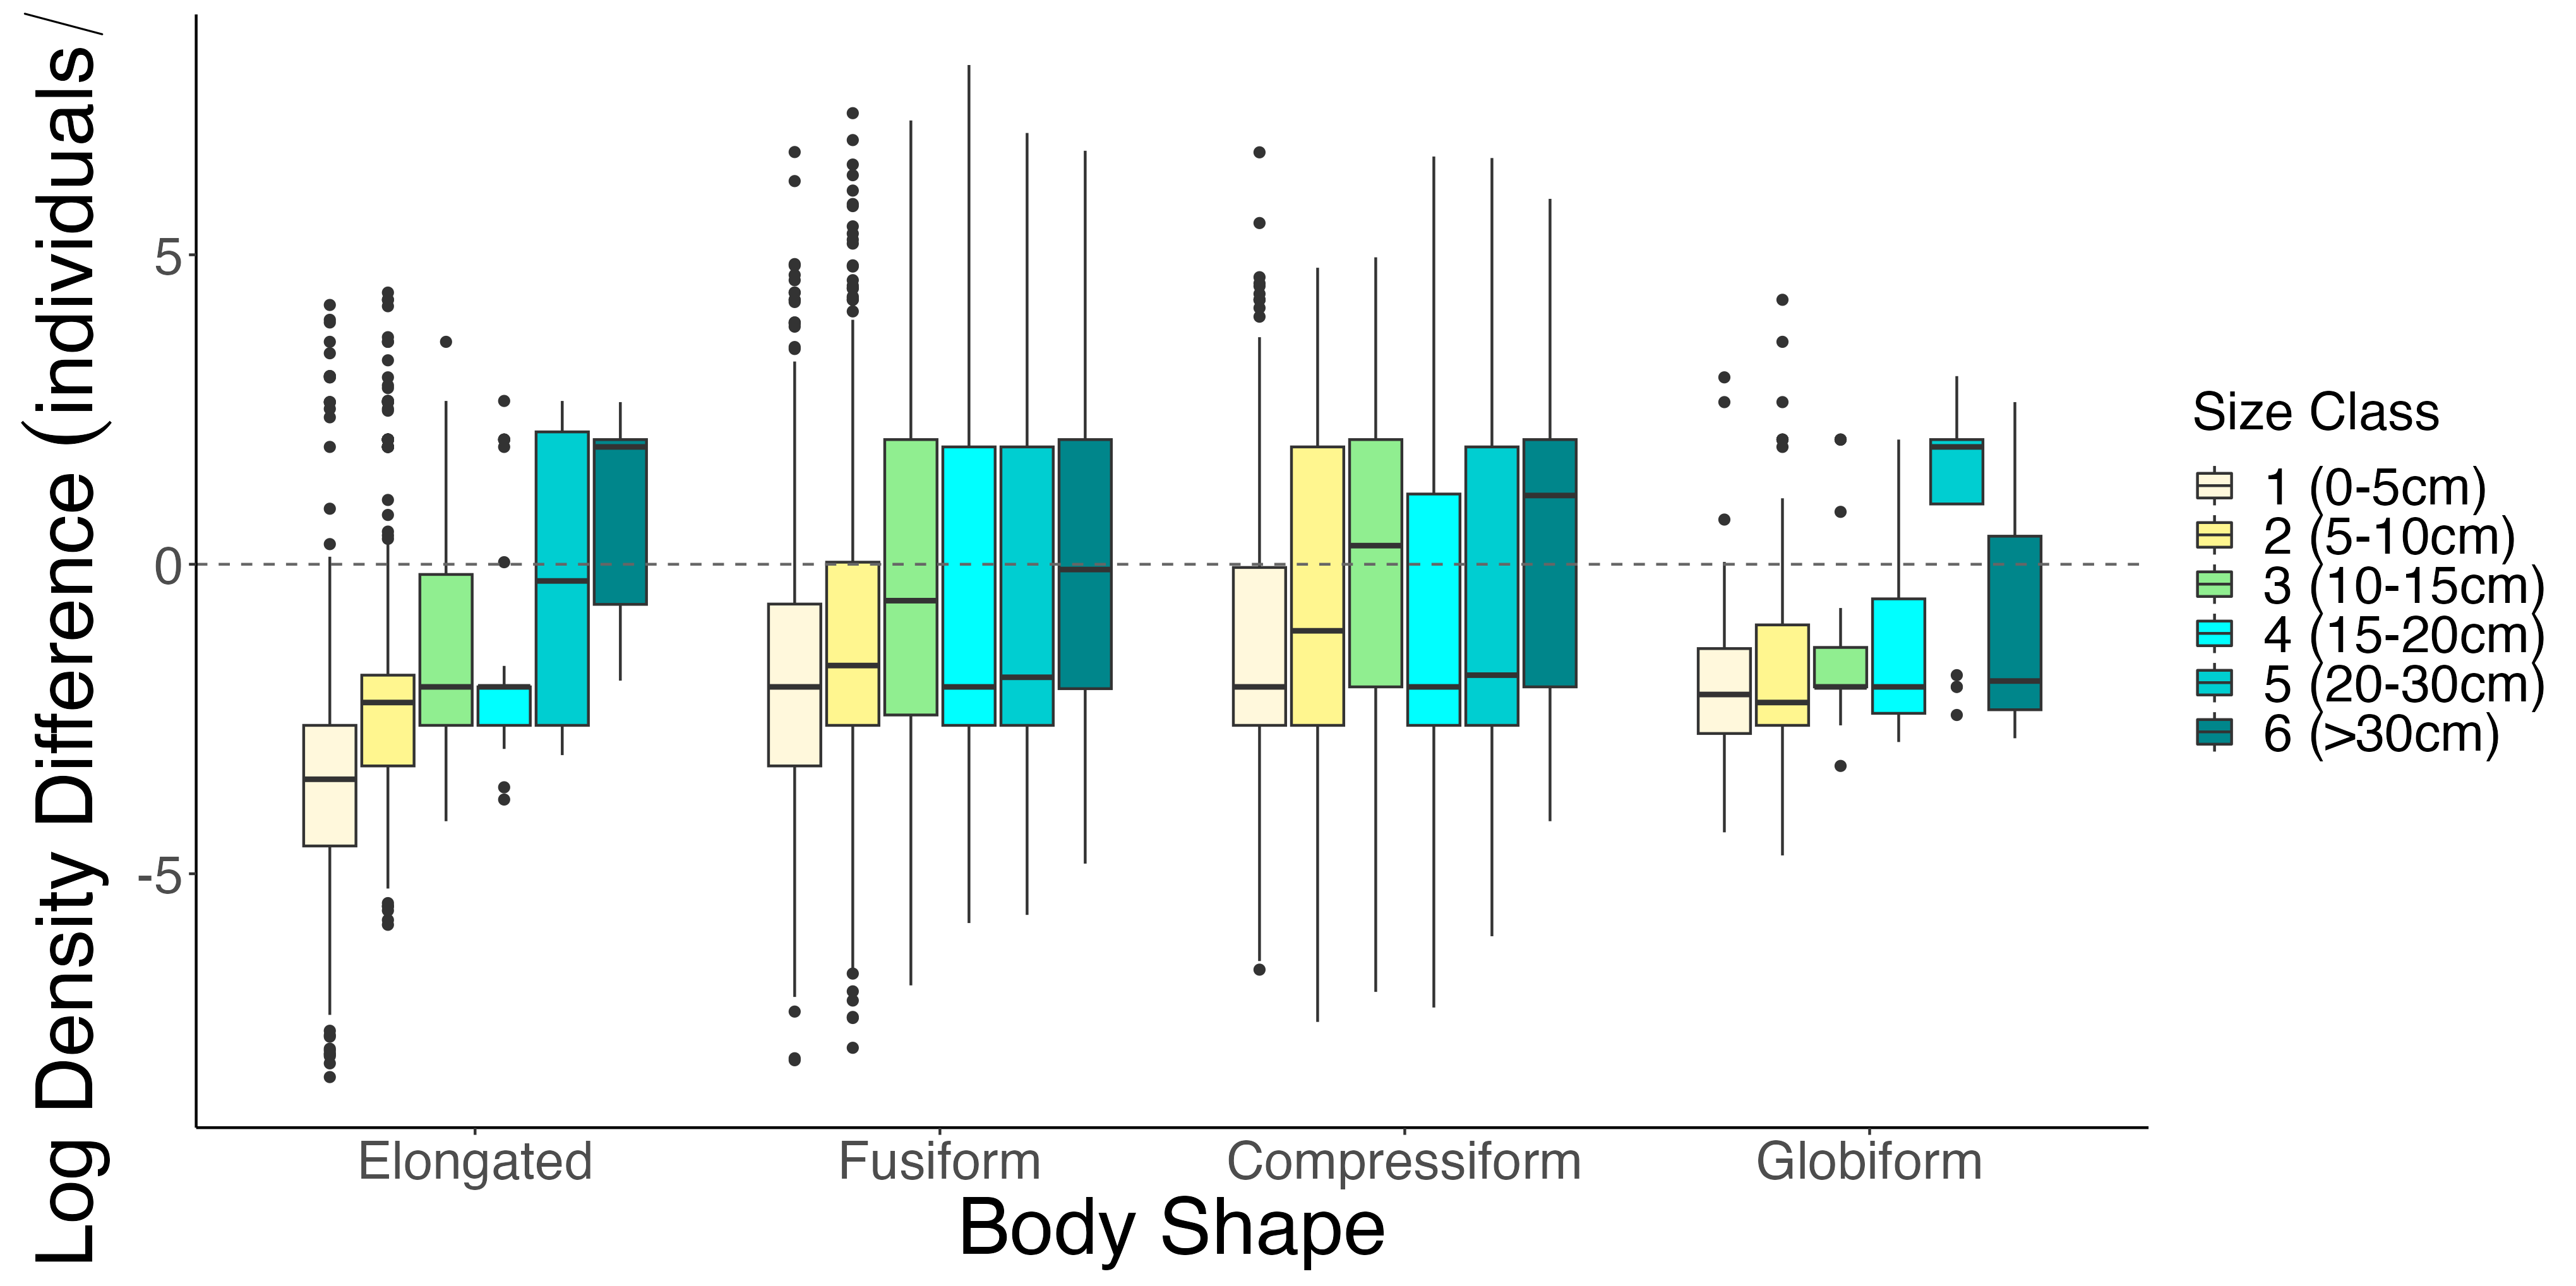 Log Density Difference (individuals/
5
0
-5
Elongated
Fusiform
Compressiform
Globiform
Body Shape
Size Class
1 (0-5cm)
2 (5-10cm)
3 (10-15cm)
4 (15-20cm)
5 (20-30cm)
6 (>30cm)